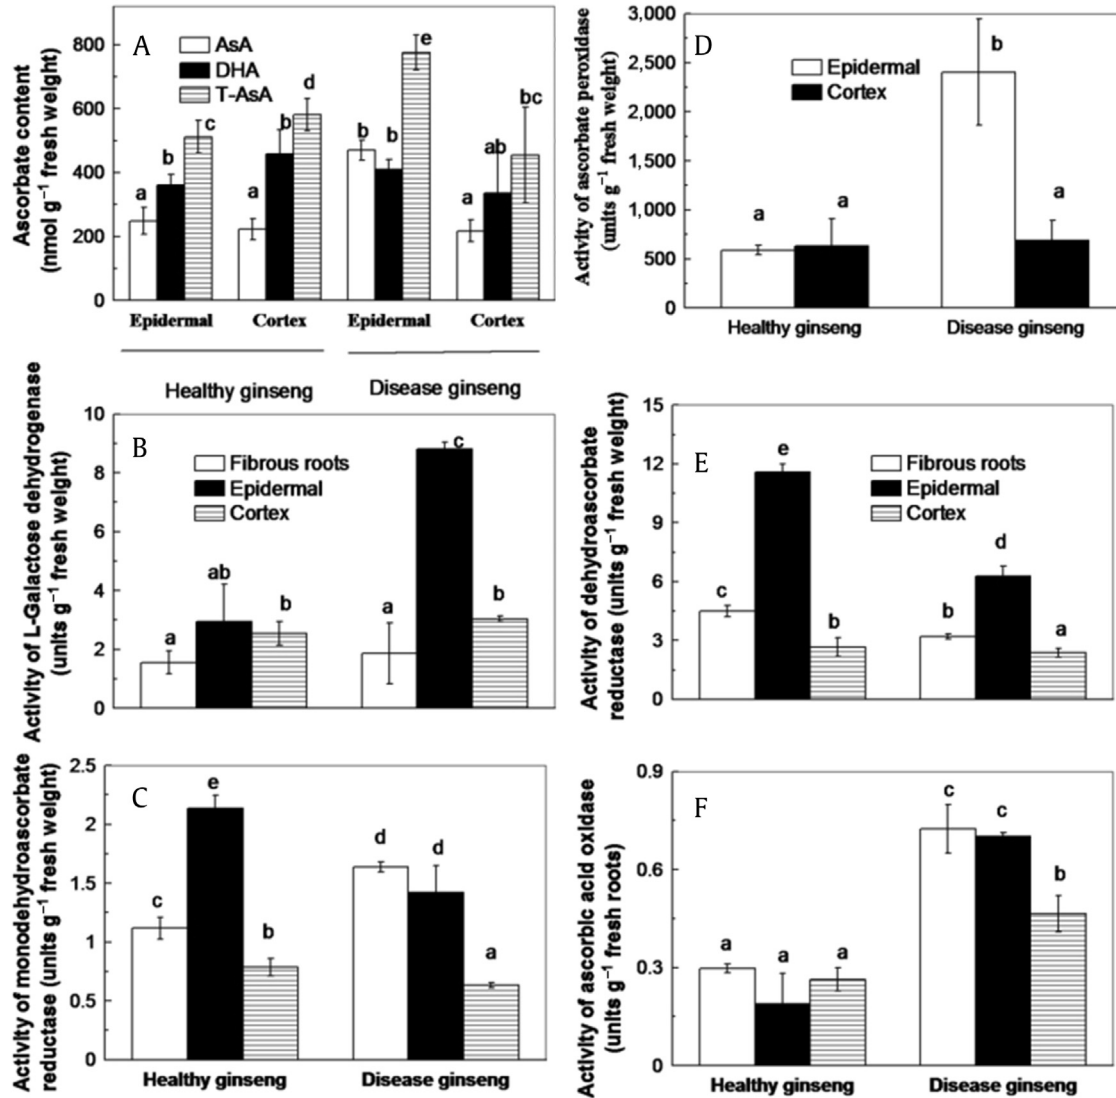 A
AsA
DHA
T-AsA
Ascorbate content
(nmol g⁻¹ fresh weight)
800
600
400
200
0
a
b
c
a
b
d
b
b
e
a
ab
bc
Epidermal
Cortex
Epidermal
Cortex
Healthy ginseng
Disease ginseng
D
Epidermal
Cortex
Activity of ascorbate peroxidase
(units g⁻¹ fresh weight)
3,000
2,500
2,000
1,500
1,000
500
0
a
a
b
a
Healthy ginseng
Disease ginseng
B
Fibrous roots
Epidermal
Cortex
Activity of L-Galactose dehydrogenase
(units g⁻¹ fresh weight)
10
8
6
4
2
0
a
ab
b
a
c
b
E
Fibrous roots
Epidermal
Cortex
Activity of dehydroascorbate
reductase (units g⁻¹ fresh weight)
15
12
9
6
3
0
c
e
b
b
d
a
C
Activity of monodehydroascorbate
reductase (units g⁻¹ fresh weight)
2.5
2
1.5
1
0.5
0
c
e
b
d
d
a
Healthy ginseng
Disease ginseng
F
Activity of ascorbic acid oxidase
(units g⁻¹ fresh roots)
0.9
0.6
0.3
0
a
a
a
c
c
b
Healthy ginseng
Disease ginseng